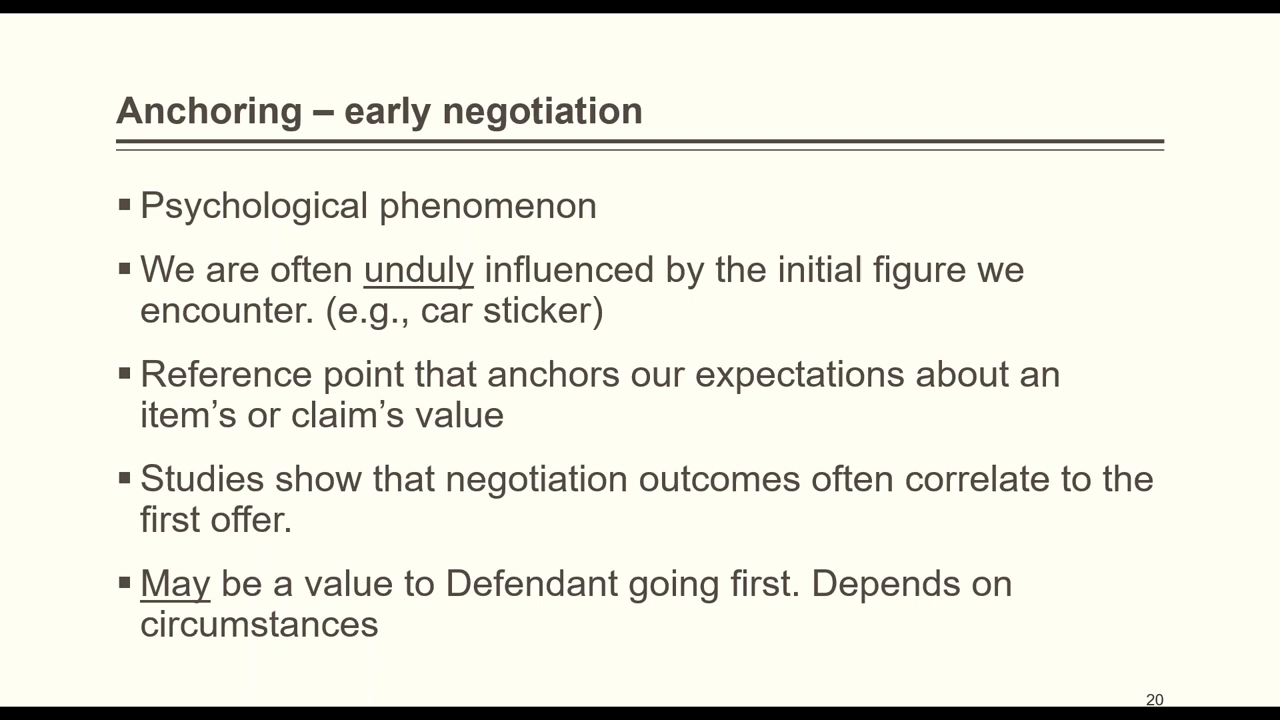 Anchoring – early negotiation
▪ Psychological phenomenon
▪ We are often unduly influenced by the initial figure we
encounter. (e.g., car sticker)
▪ Reference point that anchors our expectations about an
item’s or claim’s value
▪ Studies show that negotiation outcomes often correlate to the
first offer.
▪ May be a value to Defendant going first. Depends on
circumstances
20